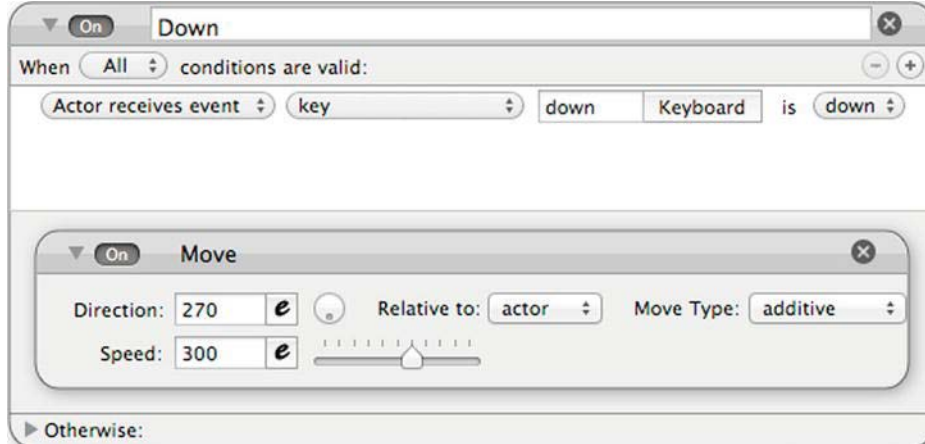 On Down
When All conditions are valid:
Actor receives event key down Keyboard is down
On Move
Direction: 270 e Relative to: actor Move Type: additive
Speed: 300 e
Otherwise: